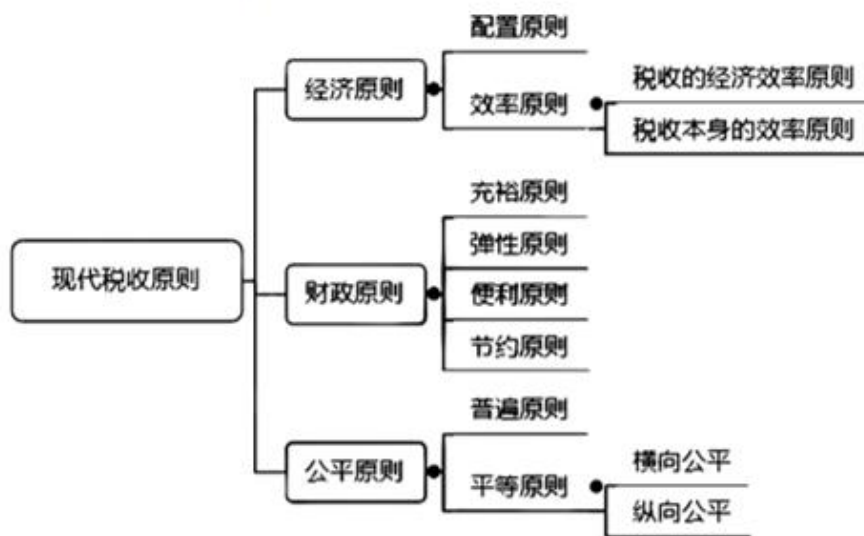 现代税收原则
经济原则
配置原则
效率原则
税收的经济效率原则
税收本身的效率原则
财政原则
充裕原则
弹性原则
便利原则
节约原则
公平原则
普遍原则
平等原则
横向公平
纵向公平